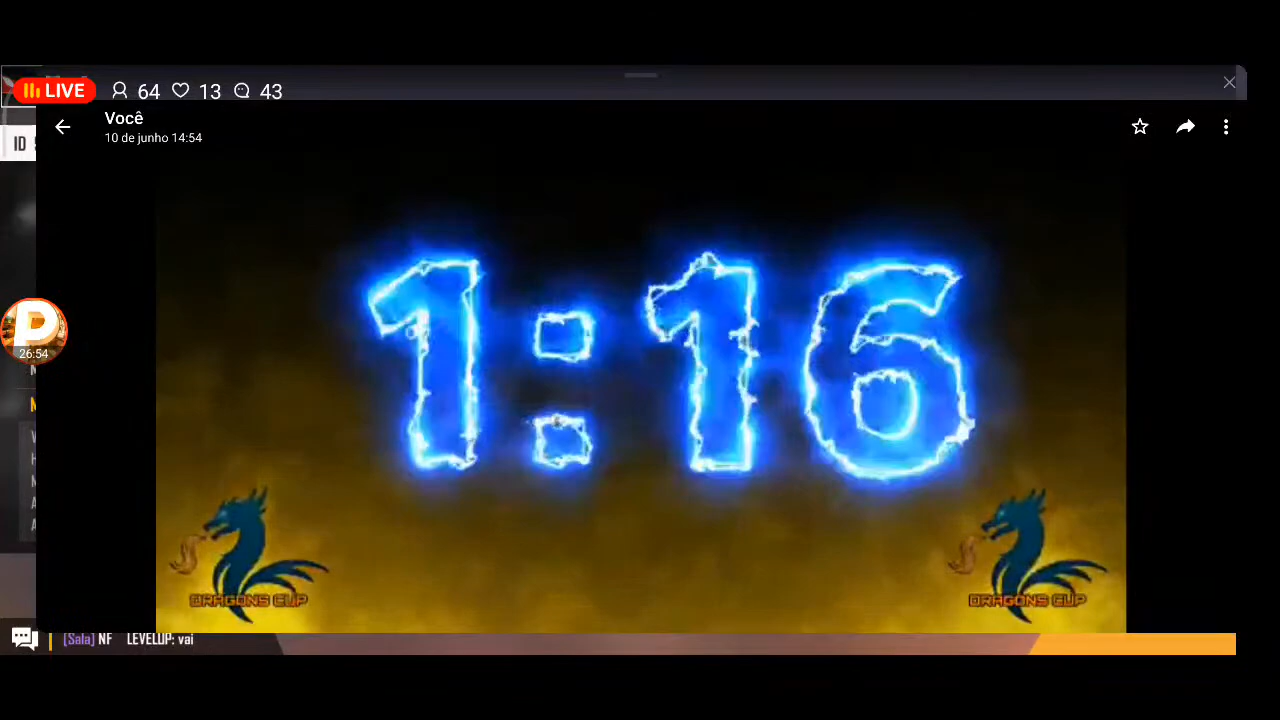 LIVE 64 13 43
Você
10 de junho 14:54
ID
1:16
P
26:54
DRAGONS CUP
DRAGONS CUP
[Sala] NF LEVELUP: vai